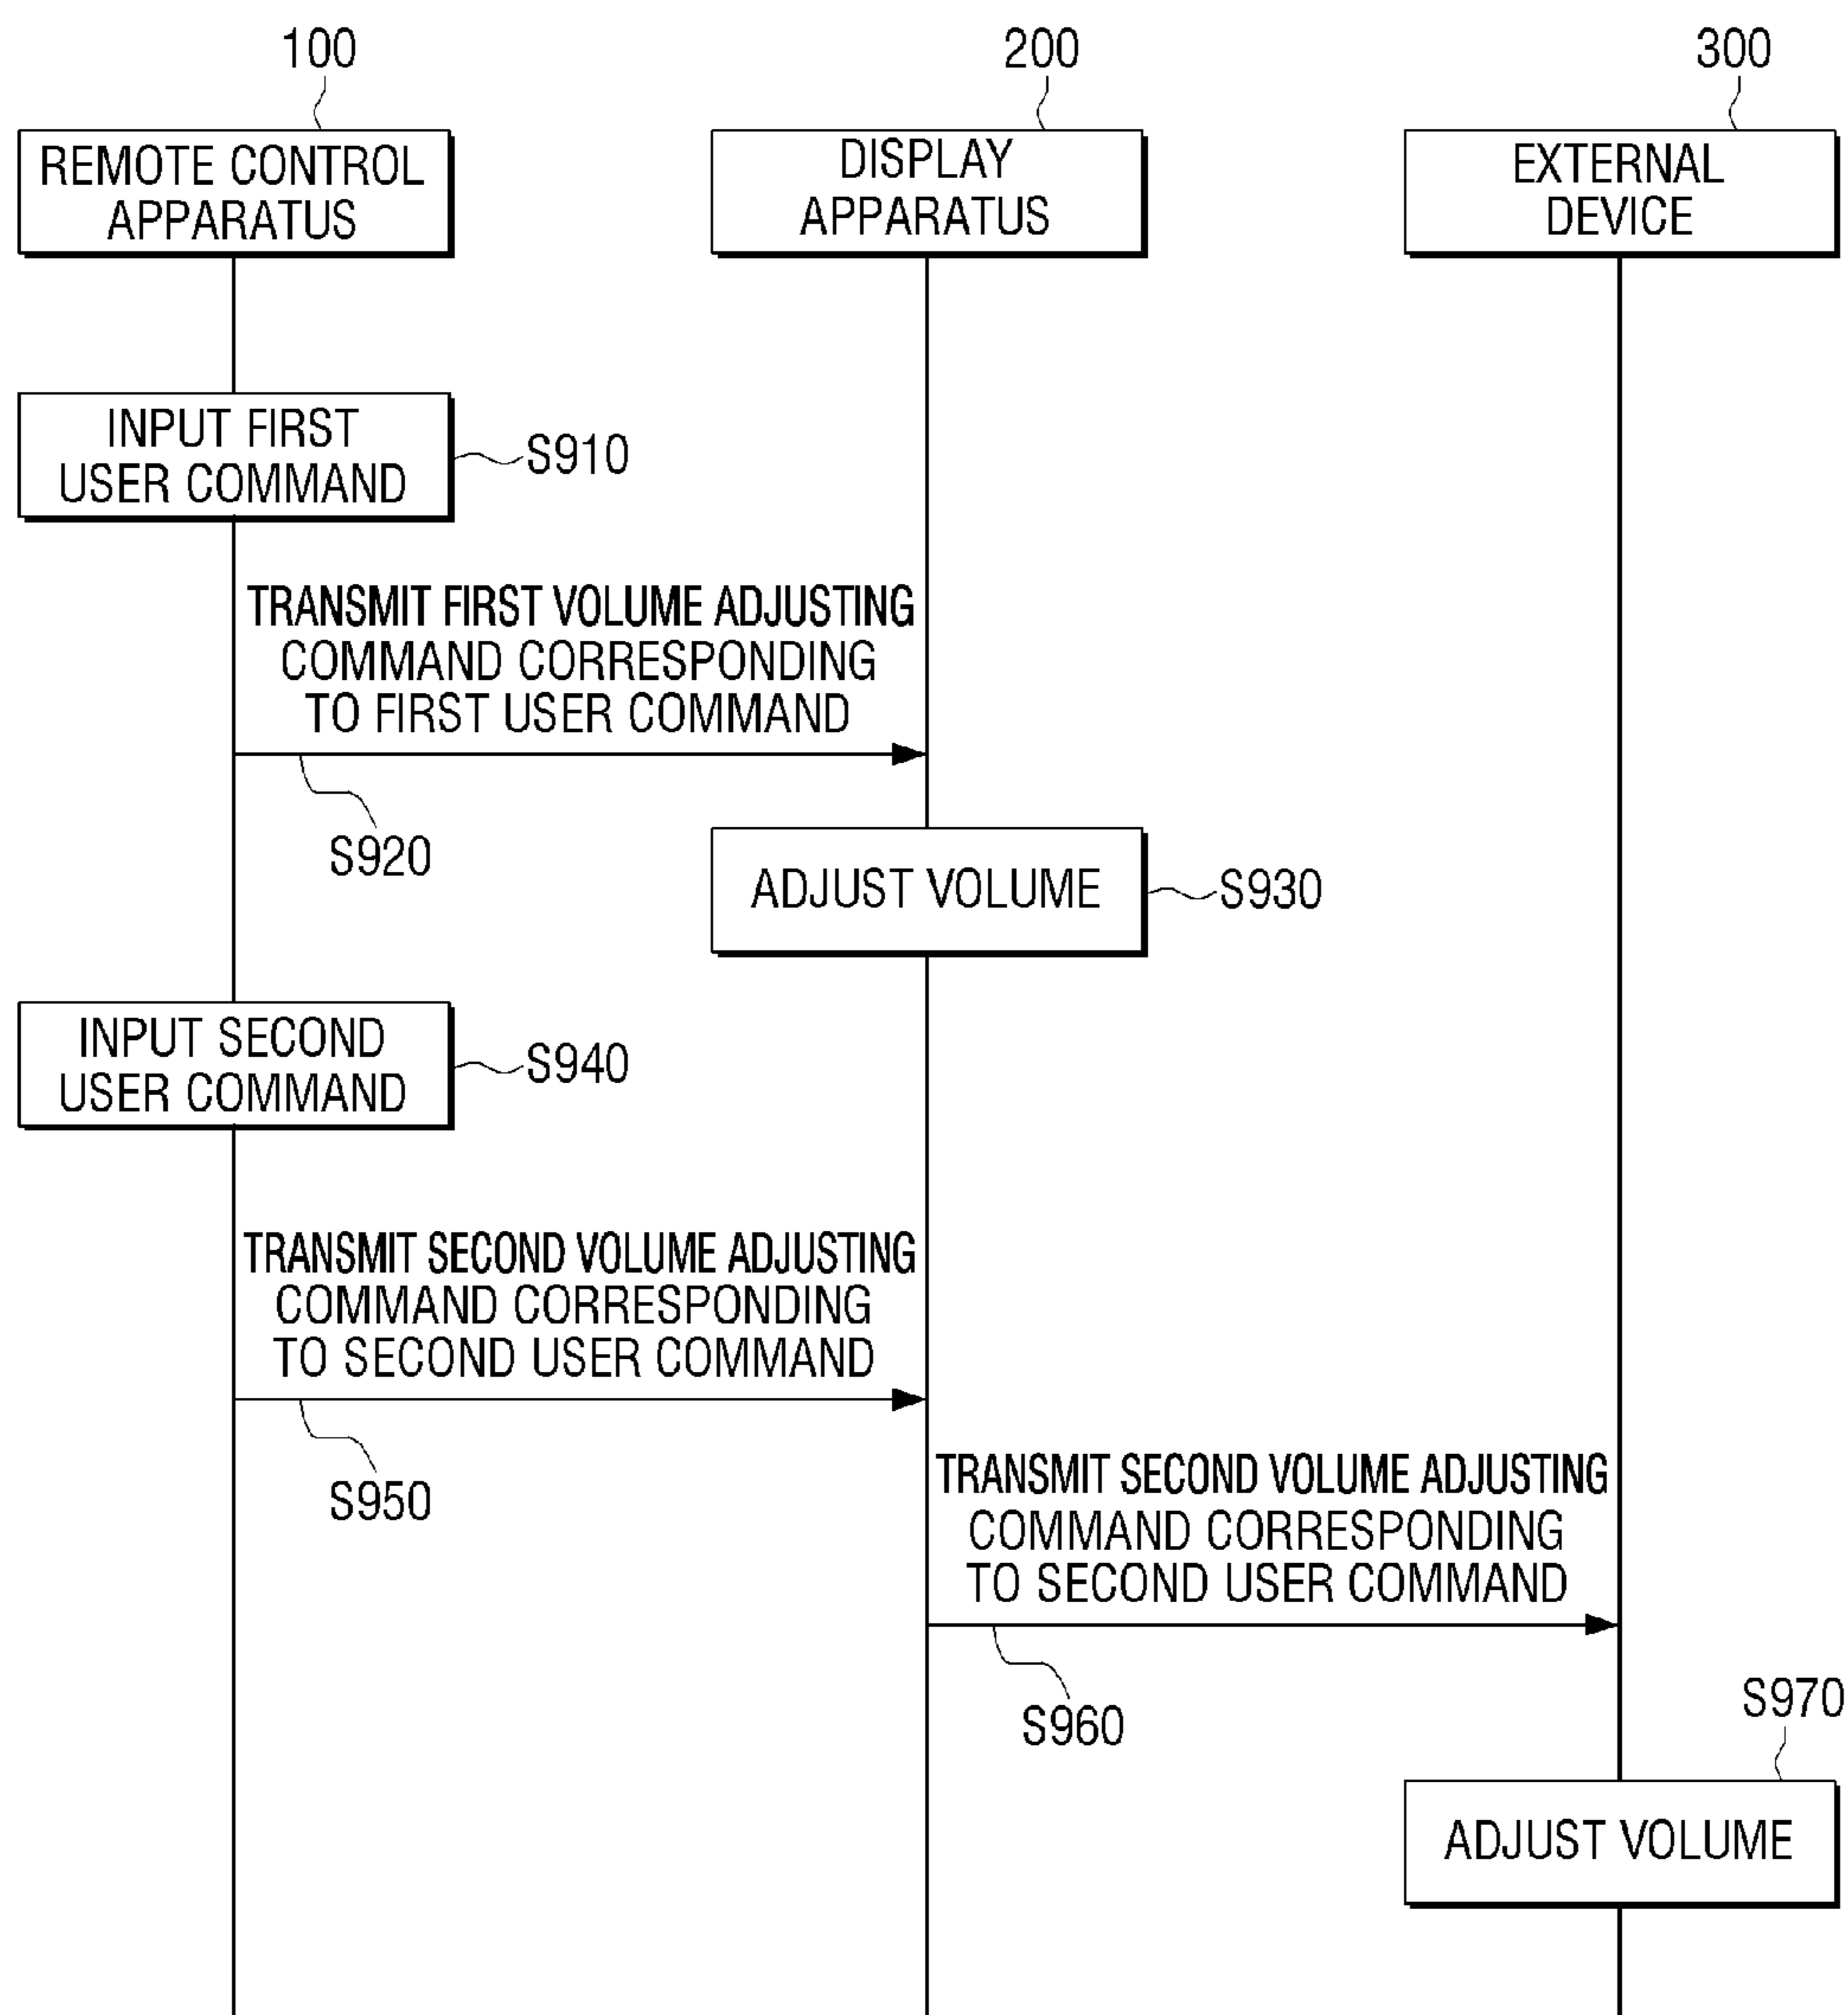 100
200
300
REMOTE CONTROL
APPARATUS
DISPLAY
APPARATUS
EXTERNAL
DEVICE
INPUT FIRST
USER COMMAND
S910
TRANSMIT FIRST VOLUME ADJUSTING
COMMAND CORRESPONDING
TO FIRST USER COMMAND
S920
ADJUST VOLUME
S930
INPUT SECOND
USER COMMAND
S940
TRANSMIT SECOND VOLUME ADJUSTING
COMMAND CORRESPONDING
TO SECOND USER COMMAND
S950
TRANSMIT SECOND VOLUME ADJUSTING
COMMAND CORRESPONDING
TO SECOND USER COMMAND
S960
S970
ADJUST VOLUME